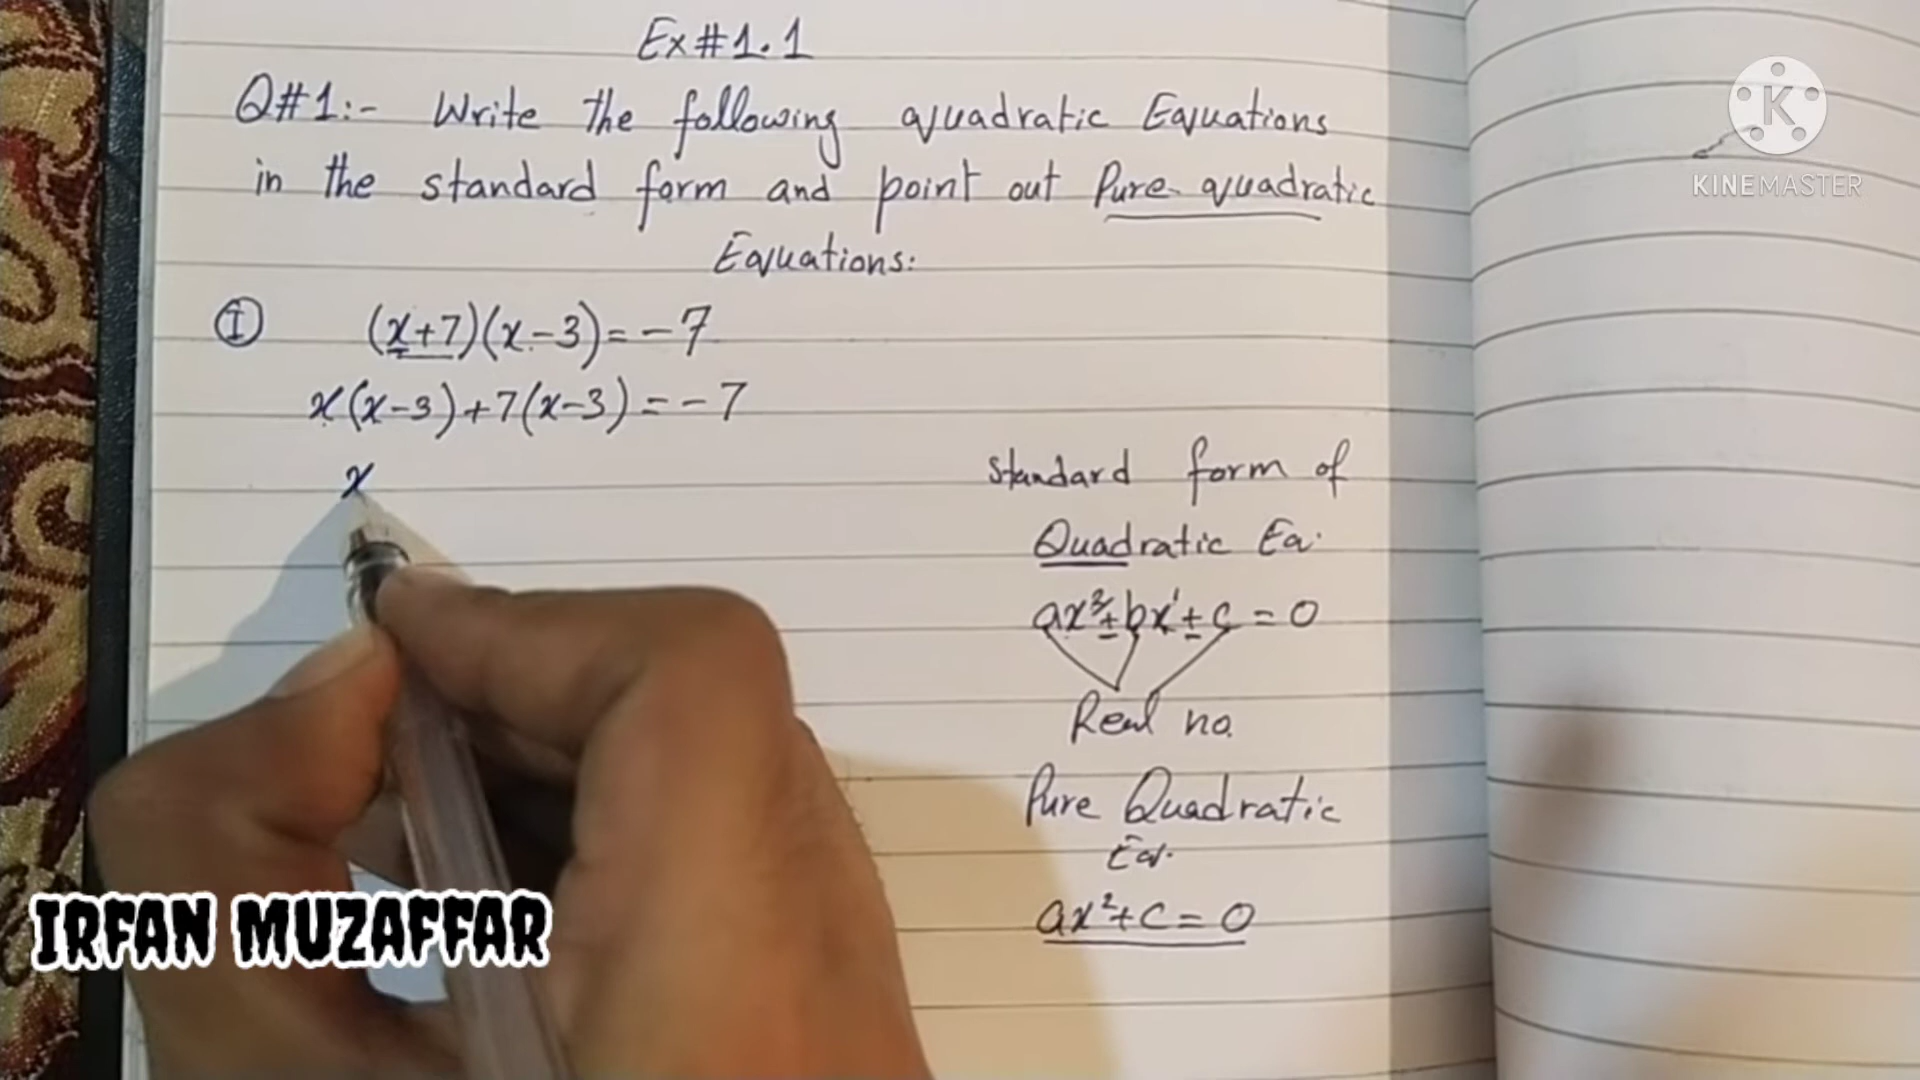 Ex#1.1
Q#1:- Write the following quadratic Equations
in the standard form and point out Pure quadratic
Equations:
I (x+7)(x-3)=-7
x(x-3)+7(x-3)=-7
x
Standard form of
Quadratic Eq.
ax²+bx¹+c=0
Real no.
Pure Quadratic
Eq.
ax²+c=0
K
KINEMASTER
IRFAN MUZAFFAR